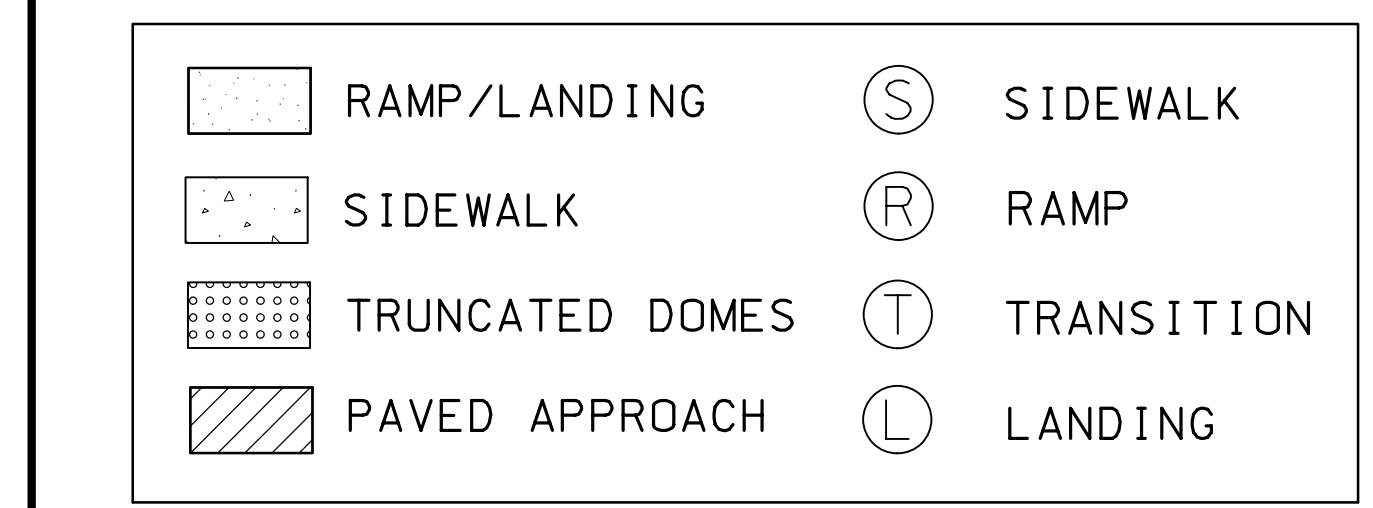 RAMP/LANDING
SIDEWALK
TRUNCATED DOMES
PAVED APPROACH
S SIDEWALK
R RAMP
T TRANSITION
L LANDING